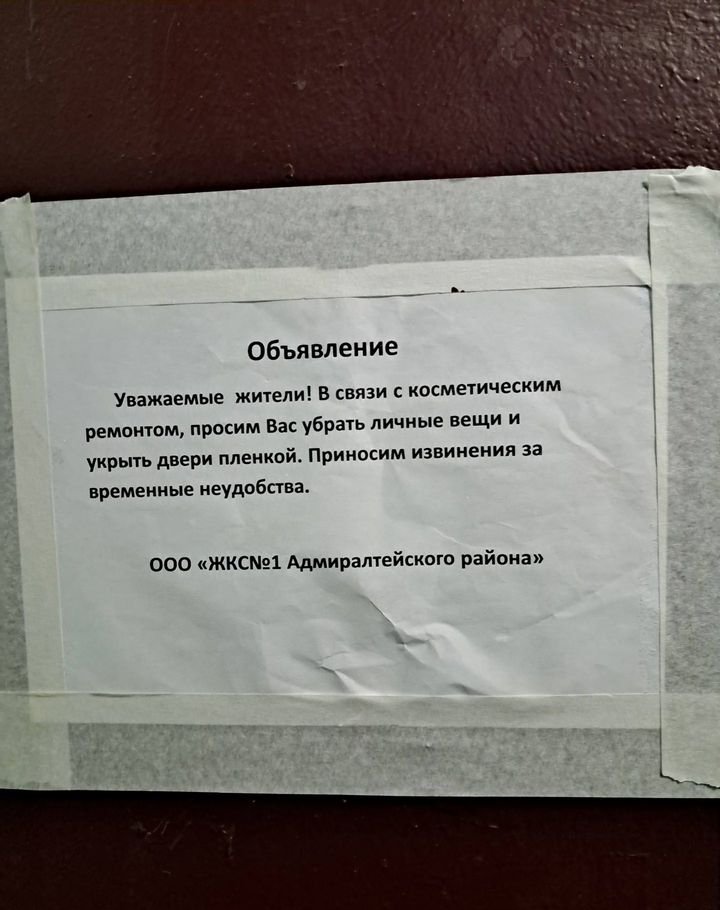 Объявление
Уважаемые жители! В связи с косметическим
ремонтом, просим Вас убрать личные вещи и
укрыть двери пленкой. Приносим извинения за
временные неудобства.
ООО «ЖКС№1 Адмиралтейского района»